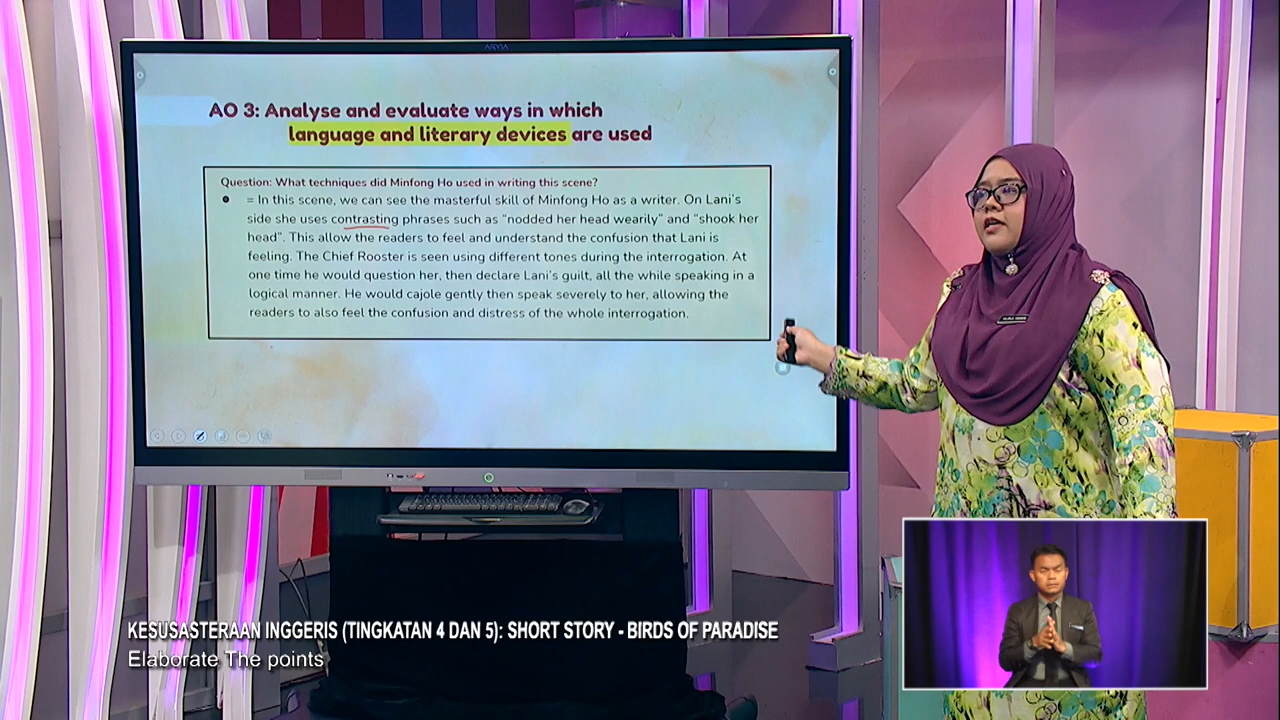 ARVIA
AO 3: Analyse and evaluate ways in which
language and literary devices are used
Question: What techniques did Minfong Ho used in writing this scene?
= In this scene, we can see the masterful skill of Minfong Ho as a writer. On Lani's
side she uses contrasting phrases such as “nodded her head wearily” and “shook her
head”. This allow the readers to feel and understand the confusion that Lani is
feeling. The Chief Rooster is seen using different tones during the interrogation. At
one time he would question her, then declare Lani's guilt, all the while speaking in a
logical manner. He would cajole gently then speak severely to her, allowing the
readers to also feel the confusion and distress of the whole interrogation.
KESUSASTERAAN INGGERIS (TINGKATAN 4 DAN 5): SHORT STORY - BIRDS OF PARADISE
Elaborate The points